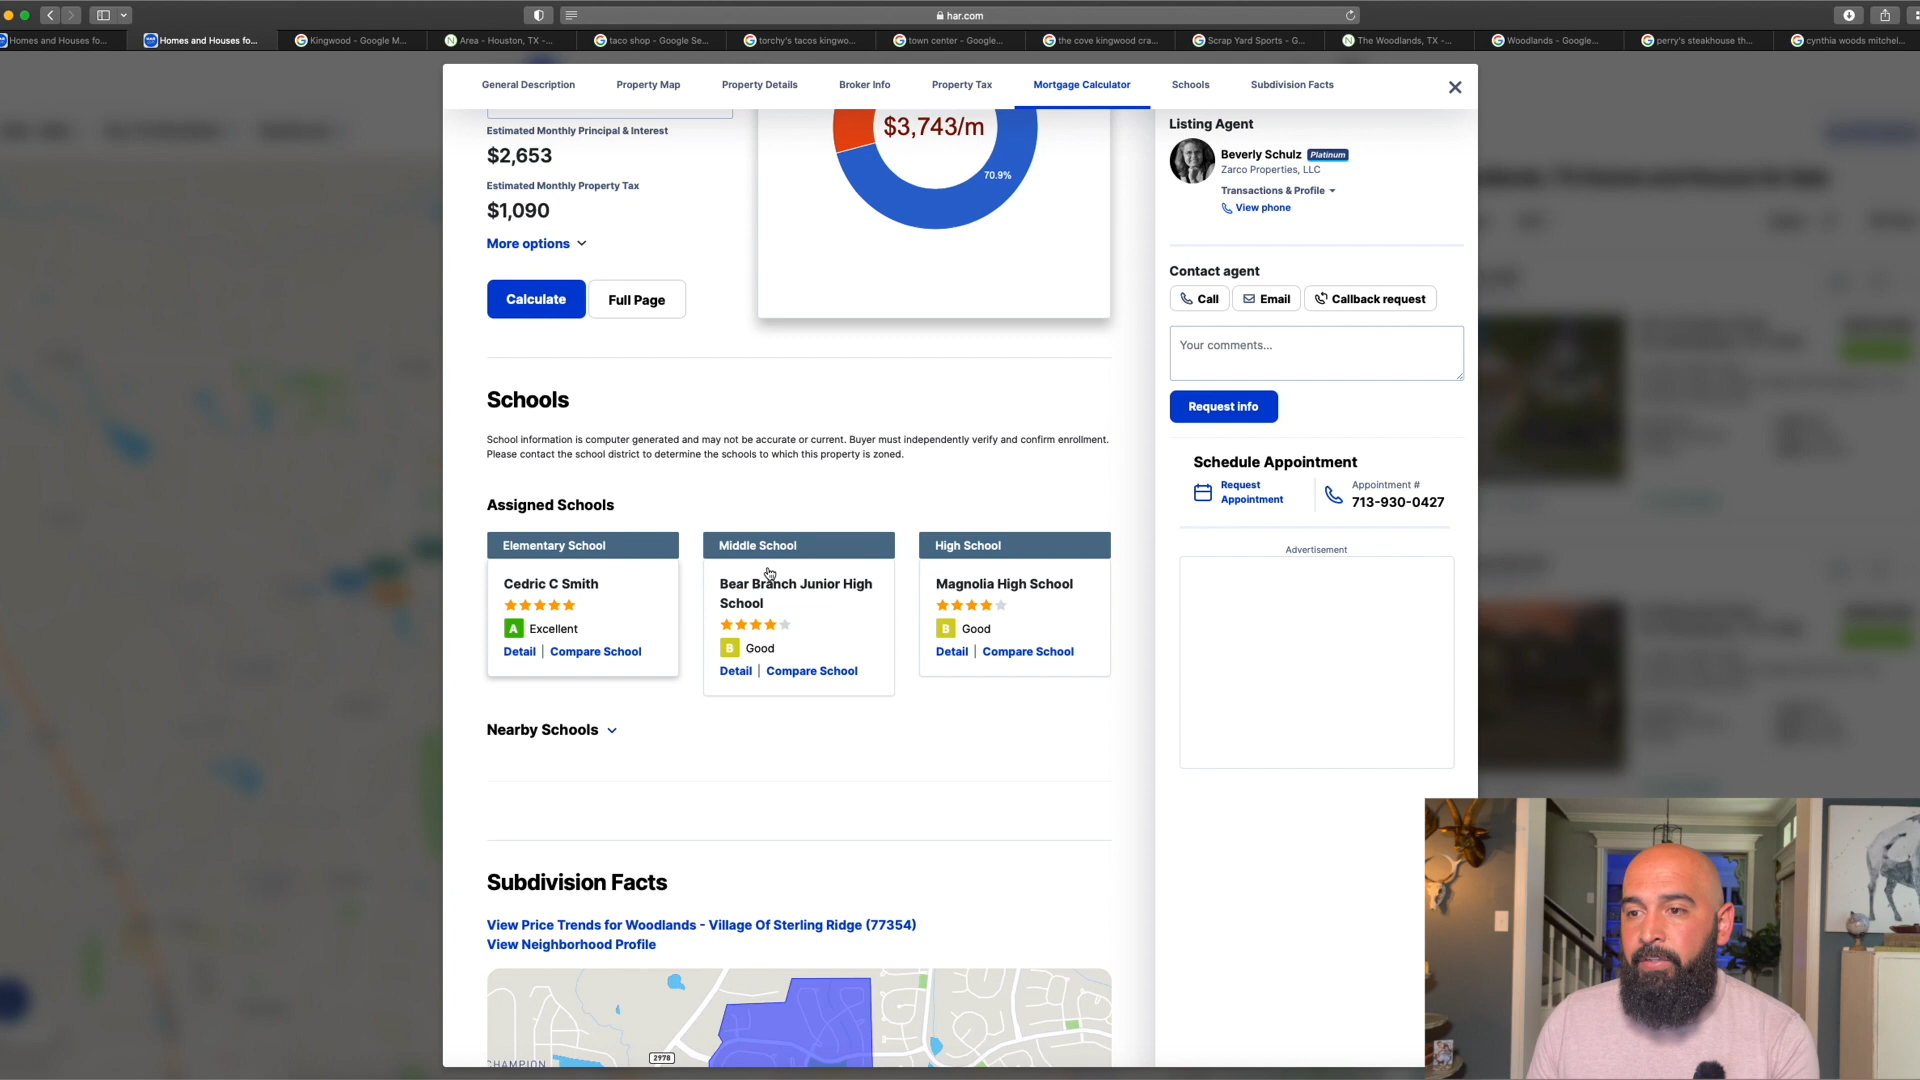 har.com
Homes and Houses fo...
Homes and Houses fo...
Kingwood - Google M...
Area - Houston, TX -...
taco shop - Google Se...
torchy's tacos kingwo...
town center - Google...
the cove kingwood cra...
Scrap Yard Sports - G...
The Woodlands, TX -...
Woodlands - Google...
perry's steakhouse th...
cynthia woods mitchel...
General Description
Property Map
Property Details
Broker Info
Property Tax
Mortgage Calculator
Schools
Subdivision Facts
Estimated Monthly Principal & Interest
$2,653
Estimated Monthly Property Tax
$1,090
More options
Calculate
Full Page
$3,743/m
70.9%
Listing Agent
Beverly Schulz Platinum
Zarco Properties, LLC
Transactions & Profile
View phone
Contact agent
Call
Email
Callback request
Your comments...
Request info
Schedule Appointment
Request
Appointment
Appointment #
713-930-0427
Advertisement
Schools
School information is computer generated and may not be accurate or current. Buyer must independently verify and confirm enrollment.
Please contact the school district to determine the schools to which this property is zoned.
Assigned Schools
Elementary School
Cedric C Smith
A Excellent
Detail | Compare School
Middle School
Bear Branch Junior High
School
B Good
Detail | Compare School
High School
Magnolia High School
B Good
Detail | Compare School
Nearby Schools
Subdivision Facts
View Price Trends for Woodlands - Village Of Sterling Ridge (77354)
View Neighborhood Profile
2978
CHAMPION